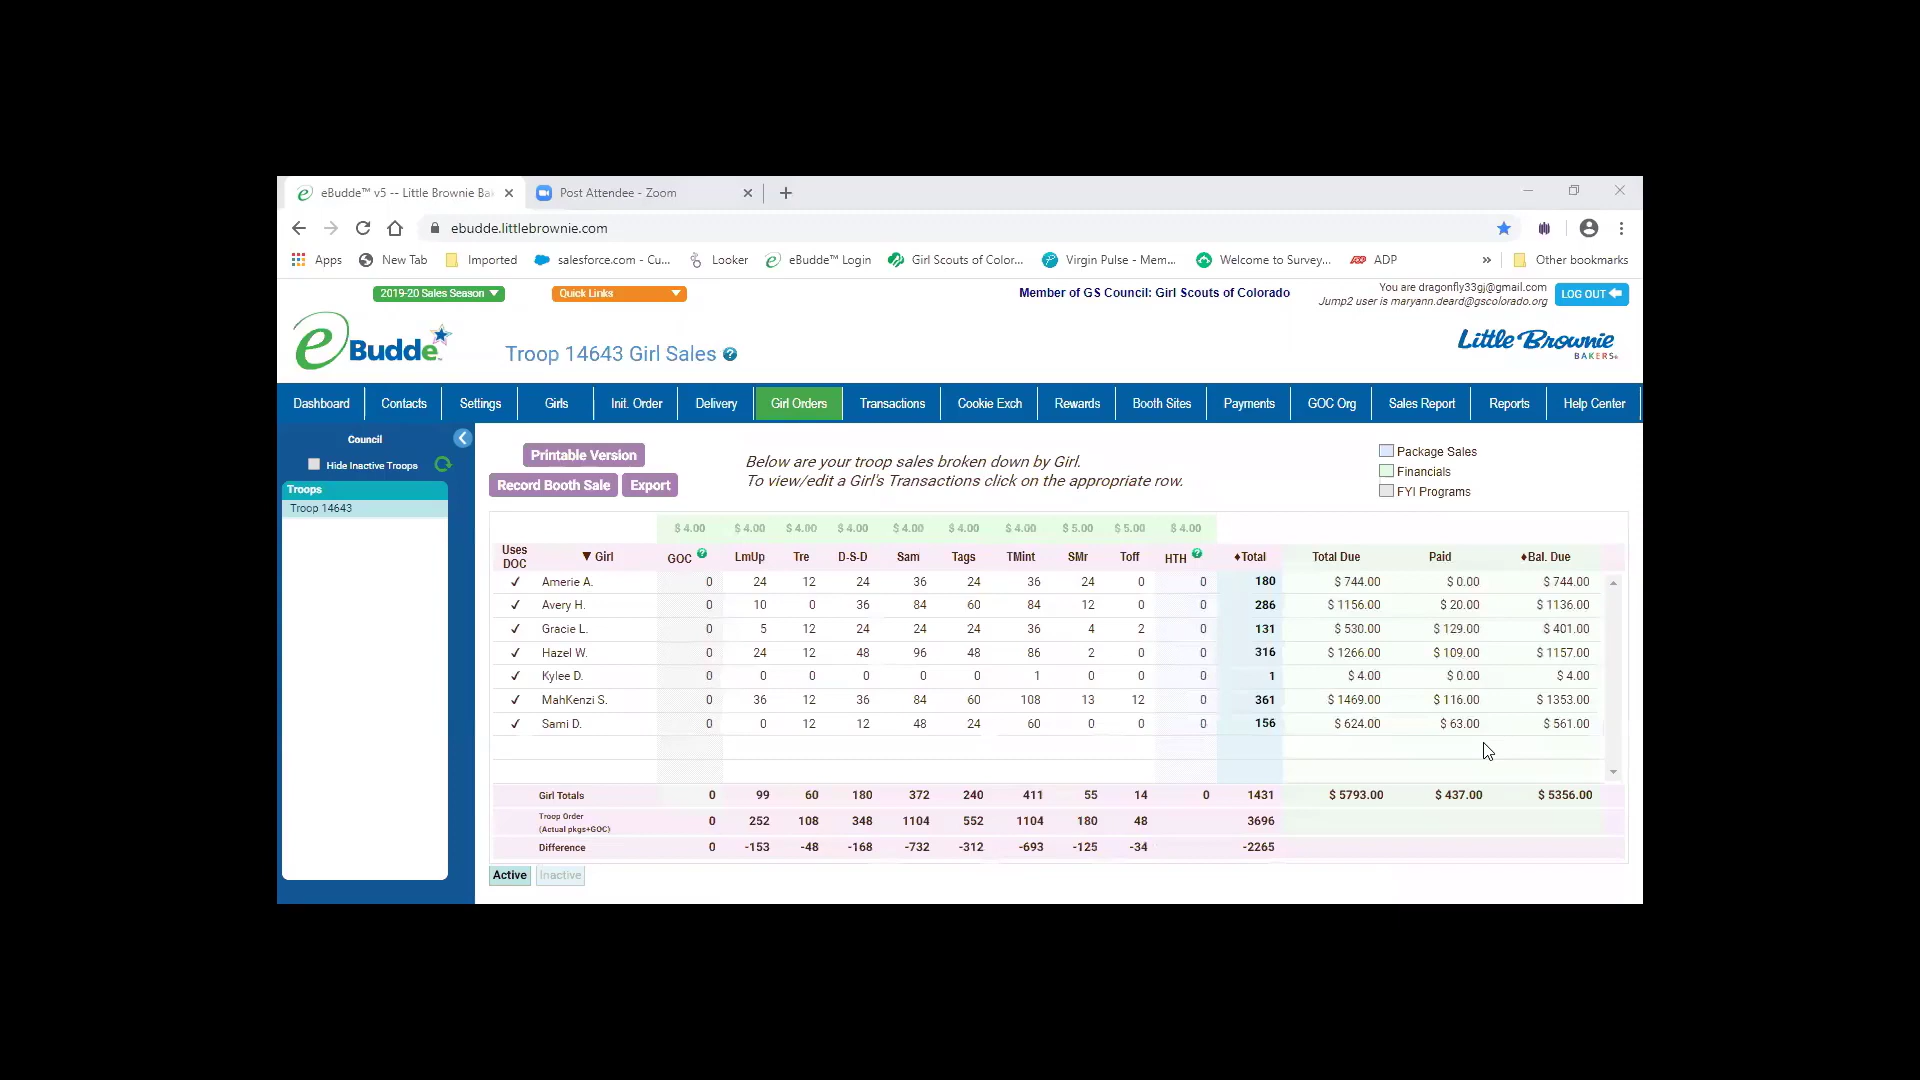 eBudde™ v5 -- Little Brownie Ba
Post Attendee - Zoom
ebudde.littlebrownie.com
Apps
New Tab
Imported
salesforce.com - Cu...
Looker
eBudde™ Login
Girl Scouts of Color...
Virgin Pulse - Mem...
Welcome to Survey...
ADP
»
Other bookmarks
2019-20 Sales Season
Quick Links
Member of GS Council: Girl Scouts of Colorado
You are dragonfly33gj@gmail.com
Jump2 user is maryann.deard@gscolorado.org
LOG OUT
eBudde™
Troop 14643 Girl Sales ?
Little Brownie
BAKERS
Dashboard Contacts Settings Girls Init. Order Delivery Girl Orders Transactions Cookie Exch Rewards Booth Sites Payments GOC Org Sales Report Reports Help Center
Council
Hide Inactive Troops
Troops
Troop 14643
Printable Version
Record Booth Sale Export
Below are your troop sales broken down by Girl.
To view/edit a Girl's Transactions click on the appropriate row.
Package Sales
Financials
FYI Programs
$ 4.00 $ 4.00 $ 4.00 $ 4.00 $ 4.00 $ 4.00 $ 4.00 $ 5.00 $ 5.00 $ 4.00
Uses DOC ▼ Girl GOC ? LmUp Tre D-S-D Sam Tags TMint SMr Toff HTH ? ♦Total Total Due Paid ♦Bal. Due
✓ Amerie A. 0 24 12 24 36 24 36 24 0 0 180 $ 744.00 $ 0.00 $ 744.00
✓ Avery H. 0 10 0 36 84 60 84 12 0 0 286 $ 1156.00 $ 20.00 $ 1136.00
✓ Gracie L. 0 5 12 24 24 24 36 4 2 0 131 $ 530.00 $ 129.00 $ 401.00
✓ Hazel W. 0 24 12 48 96 48 86 2 0 0 316 $ 1266.00 $ 109.00 $ 1157.00
✓ Kylee D. 0 0 0 0 0 0 1 0 0 0 1 $ 4.00 $ 0.00 $ 4.00
✓ MahKenzi S. 0 36 12 36 84 60 108 13 12 0 361 $ 1469.00 $ 116.00 $ 1353.00
✓ Sami D. 0 0 12 12 48 24 60 0 0 0 156 $ 624.00 $ 63.00 $ 561.00
Girl Totals 0 99 60 180 372 240 411 55 14 0 1431 $ 5793.00 $ 437.00 $ 5356.00
Troop Order
(Actual pkgs+GOC) 0 252 108 348 1104 552 1104 180 48 3696
Difference 0 -153 -48 -168 -732 -312 -693 -125 -34 -2265
Active Inactive